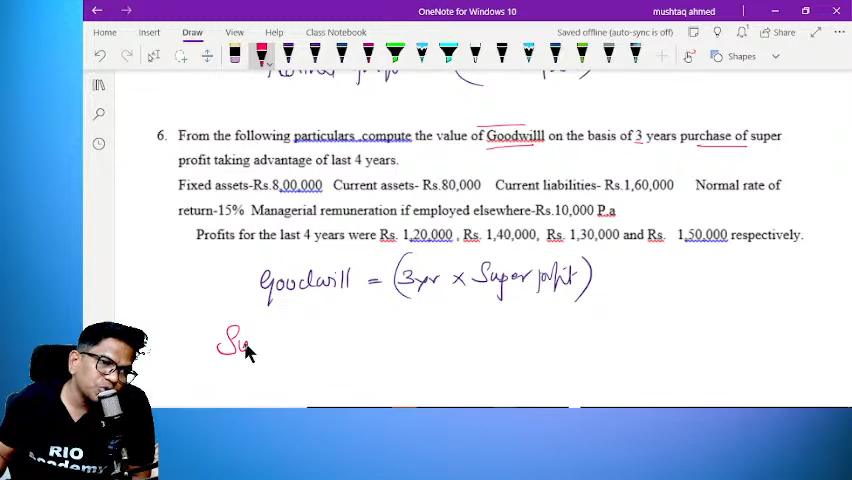 OneNote for Windows 10
mushtaq ahmed
Home Insert Draw View Help Class Notebook
Saved offline (auto-sync is off)
Share
Shapes
6. From the following particulars compute the value of Goodwilll on the basis of 3 years purchase of super
profit taking advantage of last 4 years.
Fixed assets-Rs.8,00,000 Current assets- Rs.80,000 Current liabilities- Rs.1,60,000 Normal rate of
return-15% Managerial remuneration if employed elsewhere-Rs.10,000 P.a
Profits for the last 4 years were Rs. 1,20,000 , Rs. 1,40,000, Rs. 1,30,000 and Rs. 1,50,000 respectively.
Goodwill = (3yr × Super profit)
Su
RIO
Academy